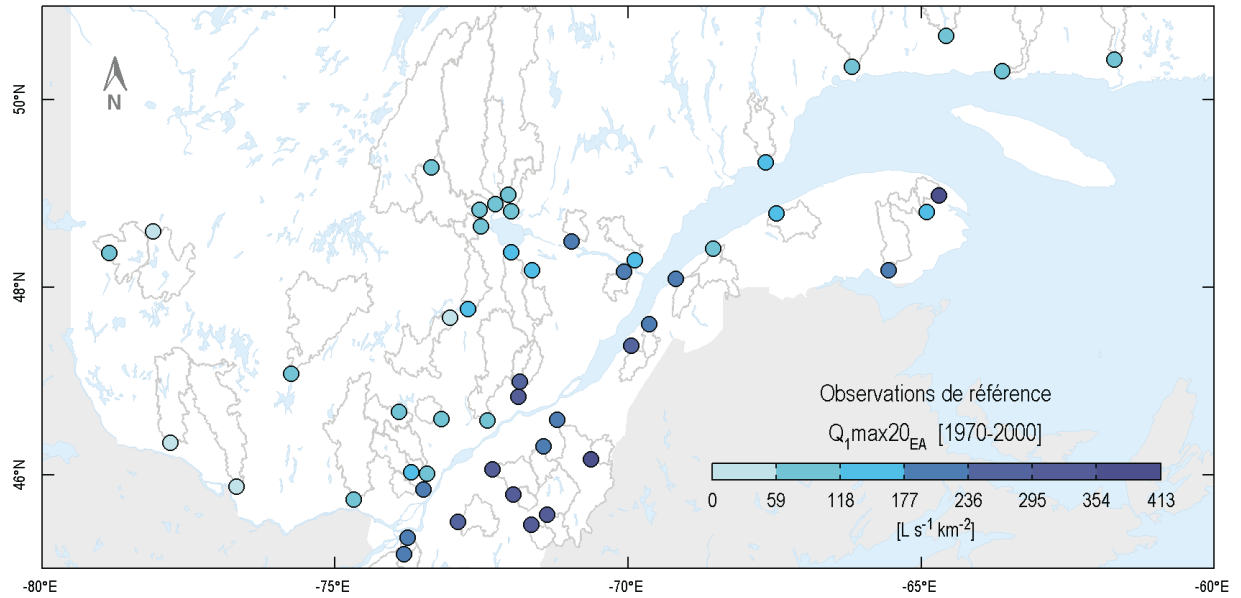 50°N
48°N
46°N
N
Observations de référence
Q1max20EA [1970-2000]
0 59 118 177 236 295 354 413
[L s-1 km-2]
-80°E -75°E -70°E -65°E -60°E